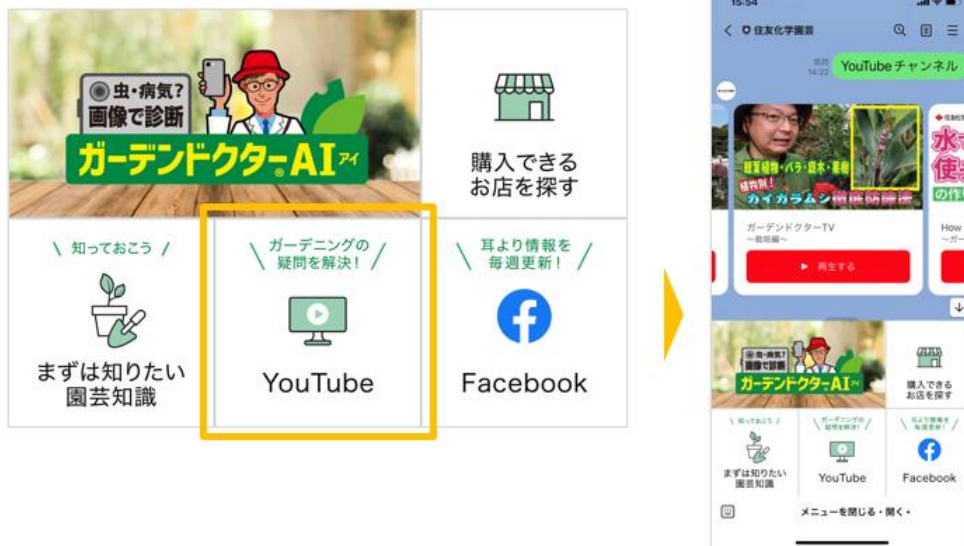 虫・病気?
画像で診断
ガーデンドクターAI アイ
購入できる
お店を探す
\ 知っておこう /
まずは知りたい
園芸知識
\ ガーデニングの
疑問を解決! /
YouTube
\ 耳より情報を
毎週更新! /
Facebook
15:54
住友化学園芸
既読
14:22
YouTubeチャンネル
観葉植物・バラ・庭木・果樹
植物別!
カイガラムシ徹底防除法
ガーデンドクターTV
～栽培編～
▶ 再生する
How
虫・病気?
画像で診断
ガーデンドクターAI
購入できる
お店を探す
\ 知っておこう /
まずは知りたい
園芸知識
\ ガーデニングの
疑問を解決! /
YouTube
\ 耳より情報を
毎週更新! /
Facebook
メニューを閉じる・開く